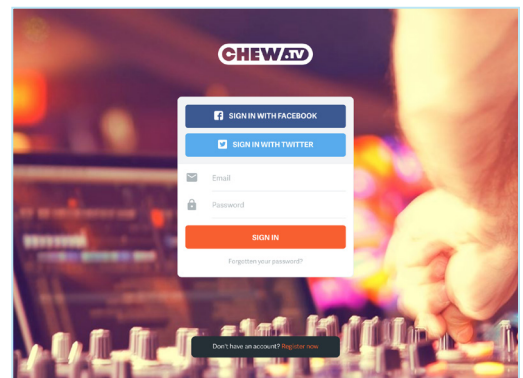 CHEW.TV
SIGN IN WITH FACEBOOK
SIGN IN WITH TWITTER
Email
Password
SIGN IN
Forgotten your password?
Don't have an account? Register now